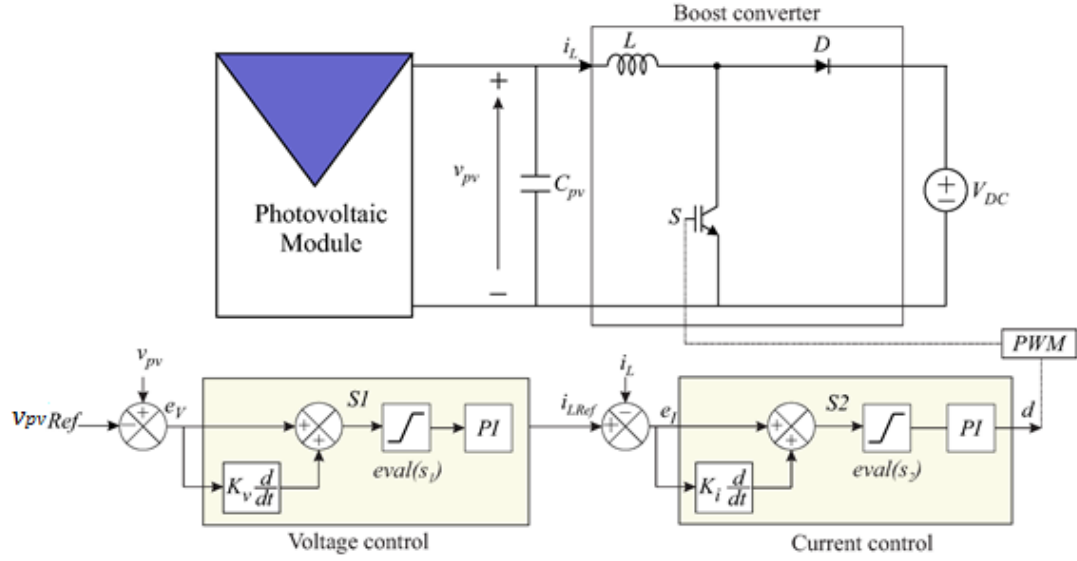 Boost converter
i_L
L
D
+
v_pv
C_pv
S
+
−
V_DC
−
Photovoltaic
Module
PWM
v_pv
i_L
vpvRef
+
−
e_V
S1
i_LRef
−
+
e_I
S2
d
+
+
PI
+
+
PI
eval(s_1)
eval(s_2)
K_v d/dt
K_i d/dt
Voltage control
Current control